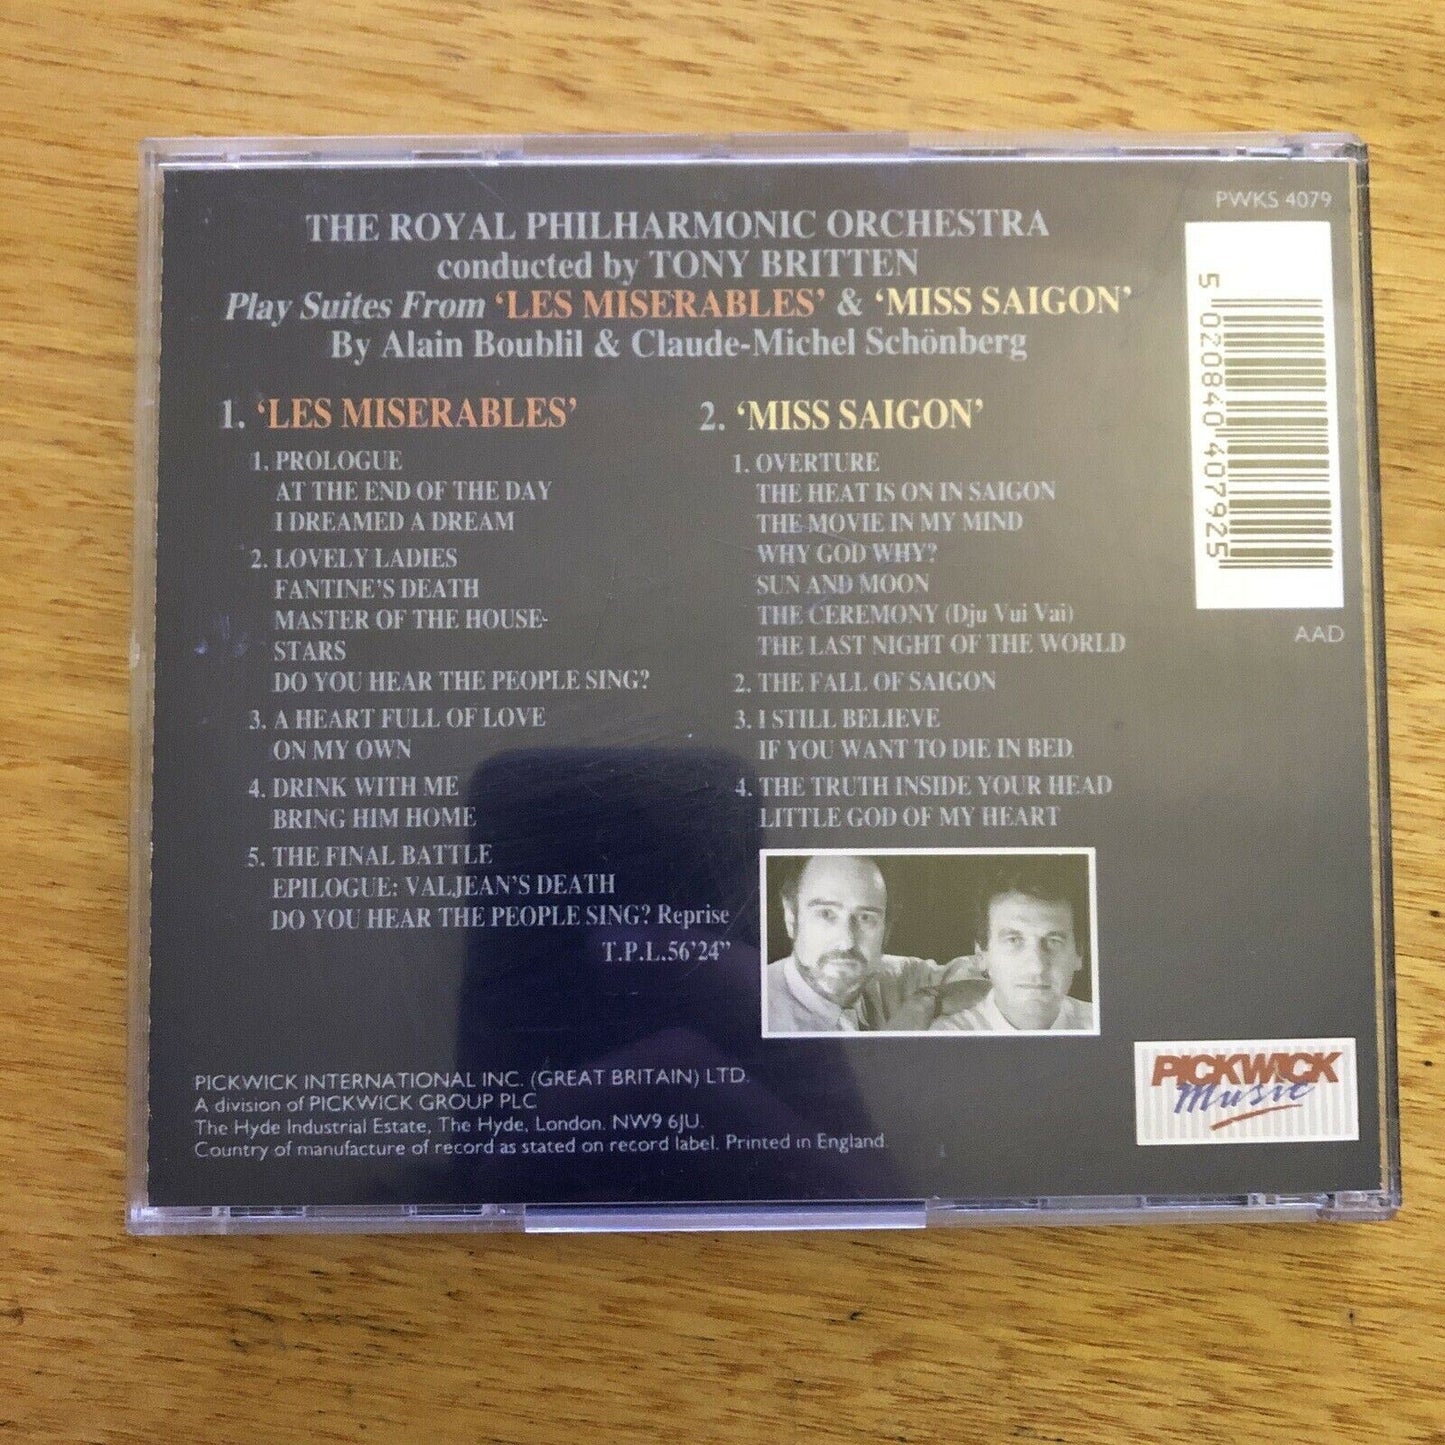 PWKS 4079
THE ROYAL PHILHARMONIC ORCHESTRA
conducted by TONY BRITTEN
Play Suites From ‘LES MISERABLES’ & ‘MISS SAIGON’
By Alain Boublil & Claude-Michel Schönberg
1. ‘LES MISERABLES’
1. PROLOGUE
AT THE END OF THE DAY
I DREAMED A DREAM
2. LOVELY LADIES
FANTINE’S DEATH
MASTER OF THE HOUSE-
STARS
DO YOU HEAR THE PEOPLE SING?
3. A HEART FULL OF LOVE
ON MY OWN
4. DRINK WITH ME
BRING HIM HOME
5. THE FINAL BATTLE
EPILOGUE: VALJEAN’S DEATH
DO YOU HEAR THE PEOPLE SING? Reprise
T.P.L.56’24”
2. ‘MISS SAIGON’
1. OVERTURE
THE HEAT IS ON IN SAIGON
THE MOVIE IN MY MIND
WHY GOD WHY?
SUN AND MOON
THE CEREMONY (Dju Vui Vai)
THE LAST NIGHT OF THE WORLD
2. THE FALL OF SAIGON
3. I STILL BELIEVE
IF YOU WANT TO DIE IN BED
4. THE TRUTH INSIDE YOUR HEAD
LITTLE GOD OF MY HEART
5 020840 407925
AAD
PICKWICK INTERNATIONAL INC. (GREAT BRITAIN) LTD.
A division of PICKWICK GROUP PLC
The Hyde Industrial Estate, The Hyde, London. NW9 6JU.
Country of manufacture of record as stated on record label. Printed in England.
PICKWICK
Music